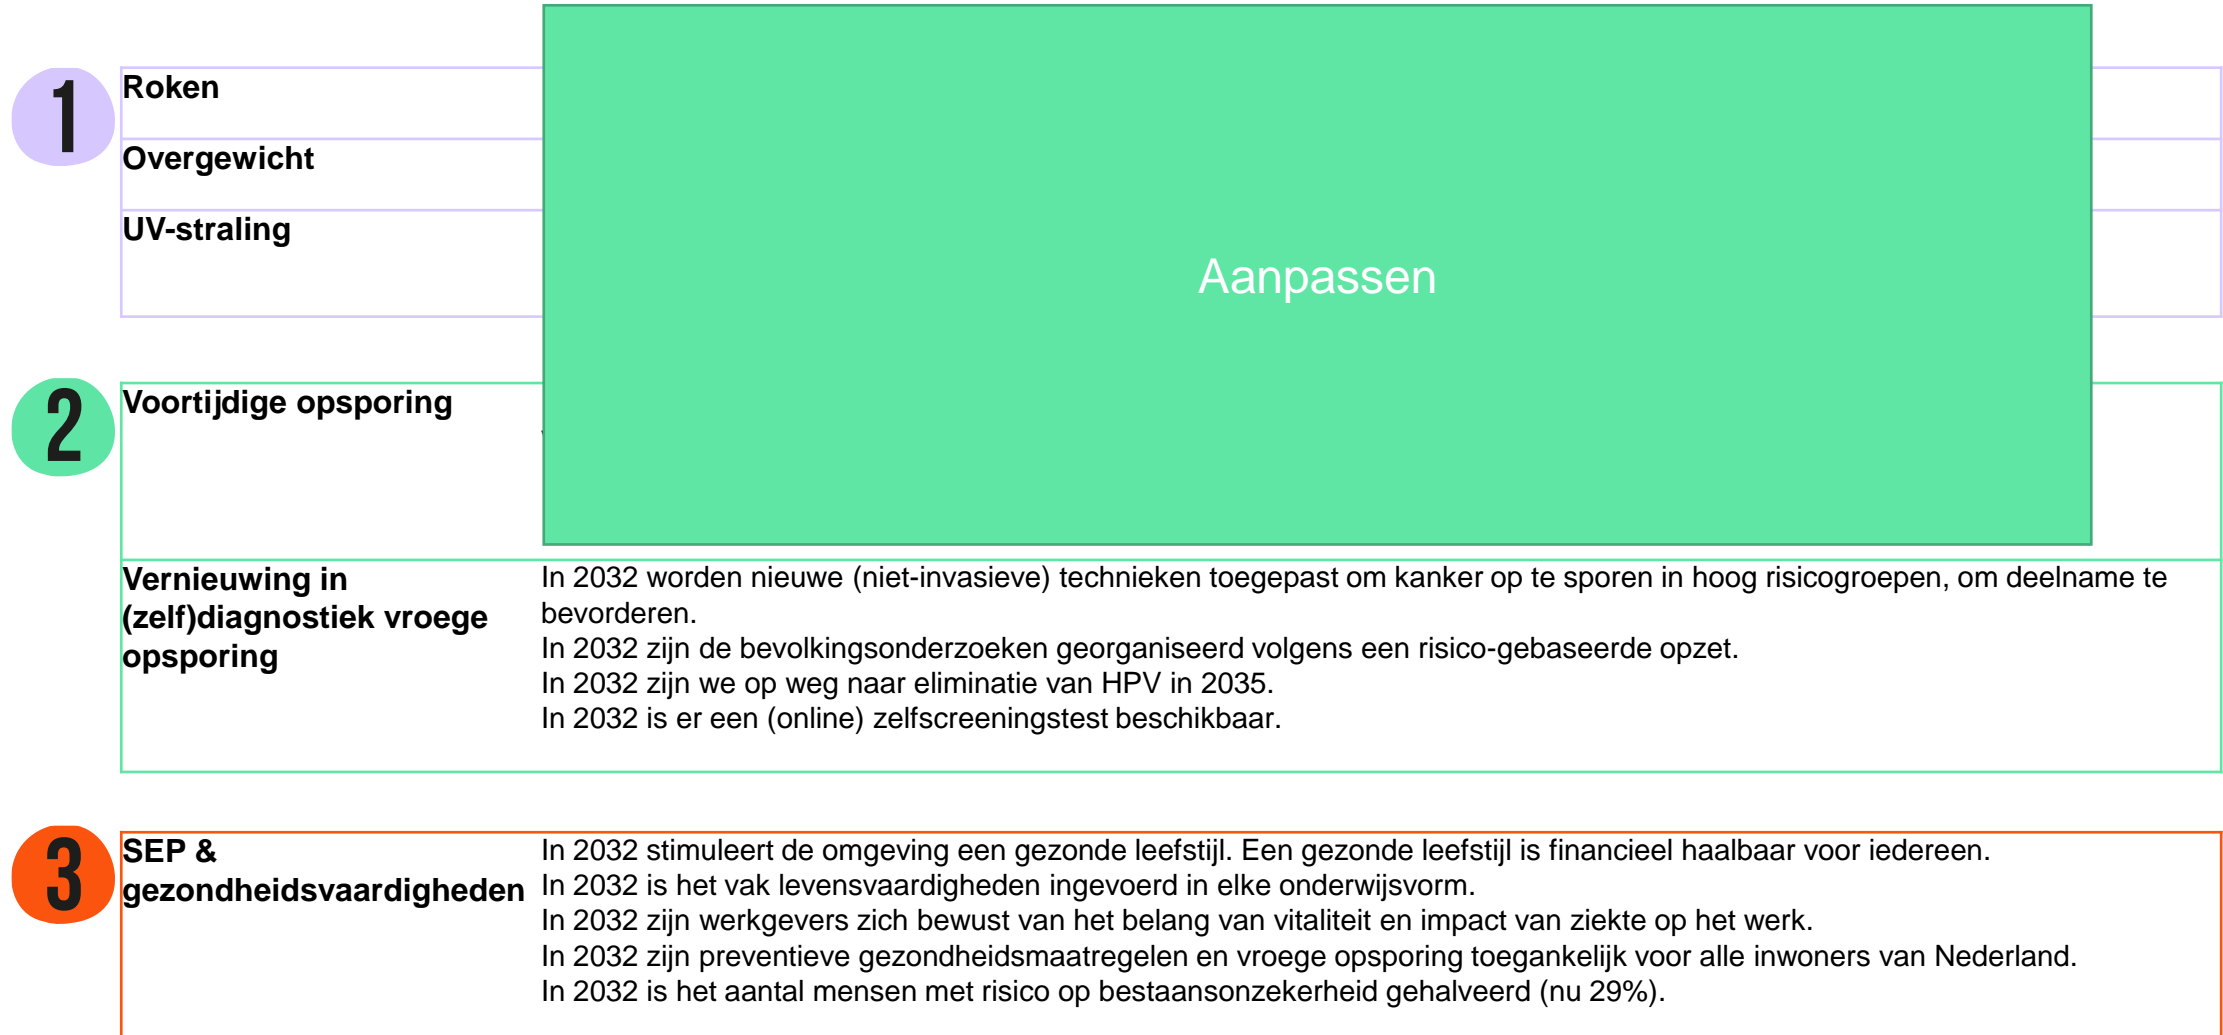 1
Roken
Overgewicht
UV-straling
Aanpassen
2
Voortijdige opsporing
Vernieuwing in
(zelf)diagnostiek vroege
opsporing
In 2032 worden nieuwe (niet-invasieve) technieken toegepast om kanker op te sporen in hoog risicogroepen, om deelname te
bevorderen.
In 2032 zijn de bevolkingsonderzoeken georganiseerd volgens een risico-gebaseerde opzet.
In 2032 zijn we op weg naar eliminatie van HPV in 2035.
In 2032 is er een (online) zelfscreeningstest beschikbaar.
3
SEP &
gezondheidsvaardigheden
In 2032 stimuleert de omgeving een gezonde leefstijl. Een gezonde leefstijl is financieel haalbaar voor iedereen.
In 2032 is het vak levensvaardigheden ingevoerd in elke onderwijsvorm.
In 2032 zijn werkgevers zich bewust van het belang van vitaliteit en impact van ziekte op het werk.
In 2032 zijn preventieve gezondheidsmaatregelen en vroege opsporing toegankelijk voor alle inwoners van Nederland.
In 2032 is het aantal mensen met risico op bestaansonzekerheid gehalveerd (nu 29%).